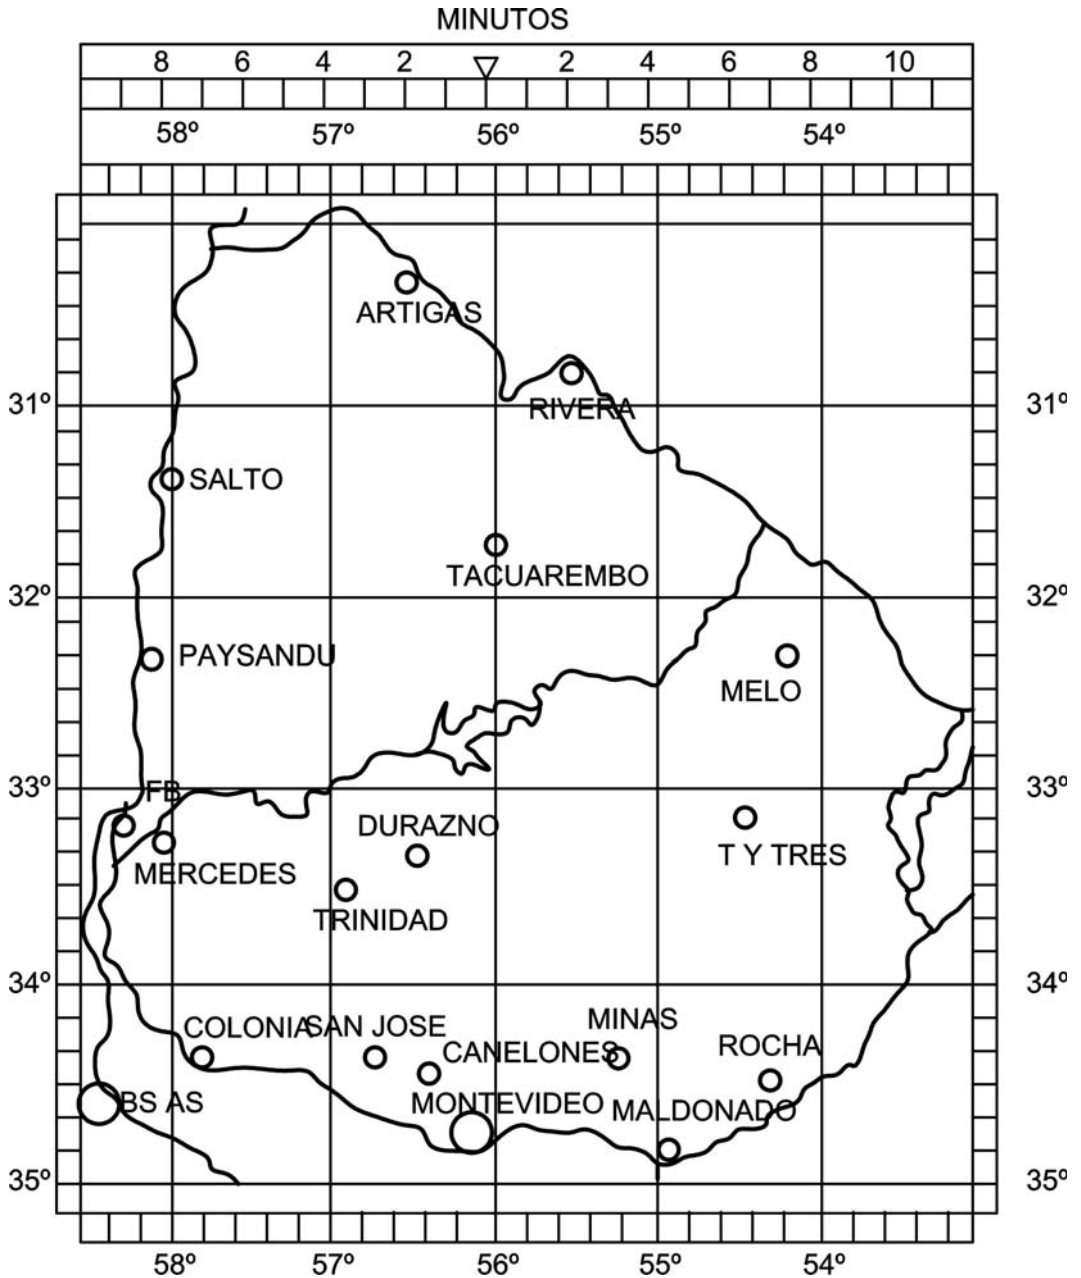 MINUTOS
8 6 4 2 2 4 6 8 10
58º 57º 56º 55º 54º
ARTIGAS
31º RIVERA 31º
SALTO
TACUAREMBO
32º 32º
PAYSANDU
MELO
33º FB 33º
DURAZNO
T Y TRES
MERCEDES
TRINIDAD
34º 34º
MINAS
COLONIA SAN JOSE
ROCHA
CANELONES
BS AS MONTEVIDEO MALDONADO
35º 35º
58º 57º 56º 55º 54º